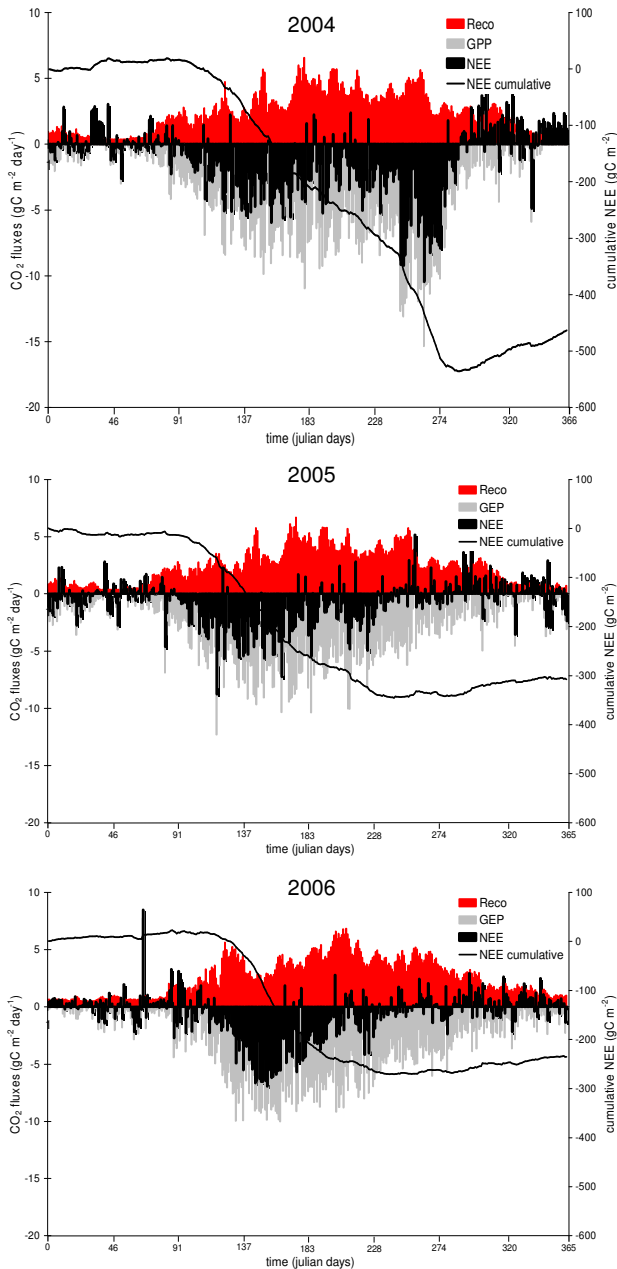 2004
Reco
GPP
NEE
NEE cumulative
CO2 fluxes (gC m-2 day-1)
10
5
0
-5
-10
-15
-20
100
0
-100
-200
-300
-400
-500
-600
cumulative NEE (gC m-2)
0 46 91 137 183 228 274 320 366
time (julian days)
2005
Reco
GEP
NEE
NEE cumulative
CO2 fluxes (gC m-2 day-1)
10
5
0
-5
-10
-15
-20
100
0
-100
-200
-300
-400
-500
-600
cumulative NEE (gC m-2)
0 46 91 137 183 228 274 320 365
time (julian days)
2006
Reco
GEP
NEE
NEE cumulative
CO2 fluxes (gC m-2 day-1)
10
5
0
-5
-10
-15
-20
100
0
-100
-200
-300
-400
-500
-600
cumulative NEE (gC m-2)
0 46 91 137 183 228 274 320 365
time (julian days)